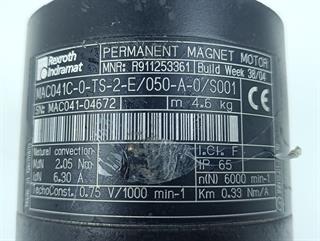 Rexroth
Indramat
PERMANENT MAGNET MOTOR
MNR: R911253361 Build Week 38/04
MAC041C-0-TS-2-E/050-A-0/S001
SN: MAC041-04672 m 4.6 kg
Natural convection I.Cl. F
MdN 2.05 Nm IP 65
IdN 6.30 A n(N) 6000 min-1
TachoConst. 0.75 V/1000 min-1 Km 0.33 Nm/A